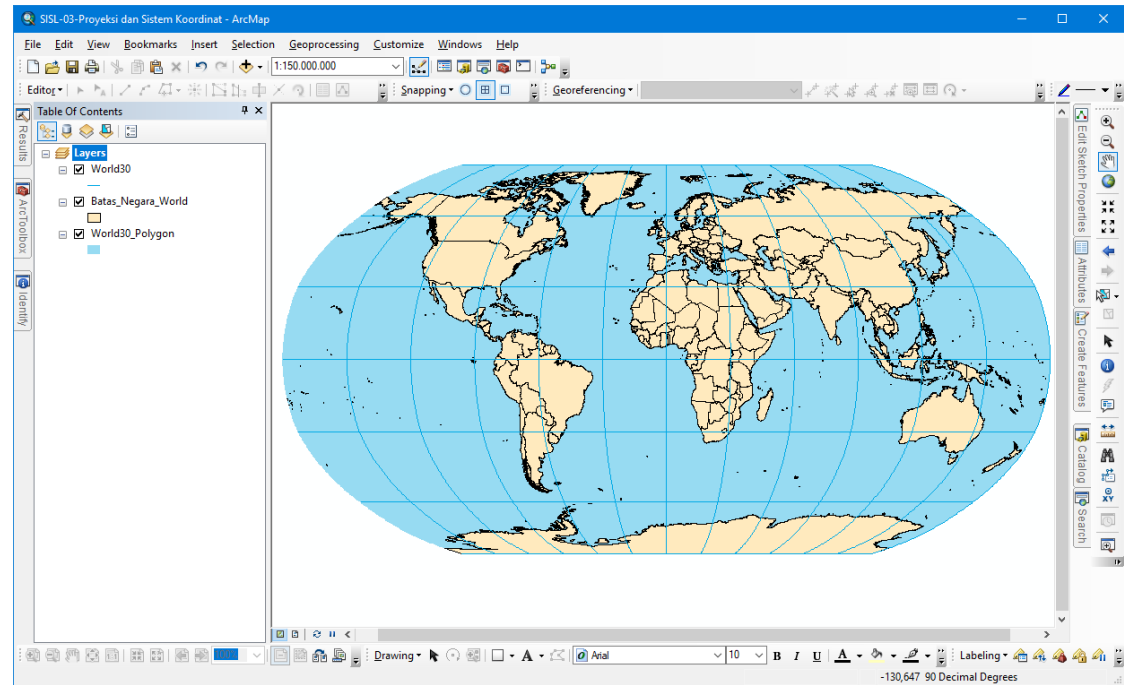 SISL-03-Proyeksi dan Sistem Koordinat - ArcMap
File Edit View Bookmarks Insert Selection Geoprocessing Customize Windows Help
1:150.000.000
Editor Snapping Georeferencing
Table Of Contents
Layers
World30
Batas_Negara_World
World30_Polygon
Results
ArcToolbox
Identify
Edit Sketch Properties
Attributes
Create Features
Catalog
Search
XY
Drawing A Arial 10 B I U A Labeling
-130,647 90 Decimal Degrees